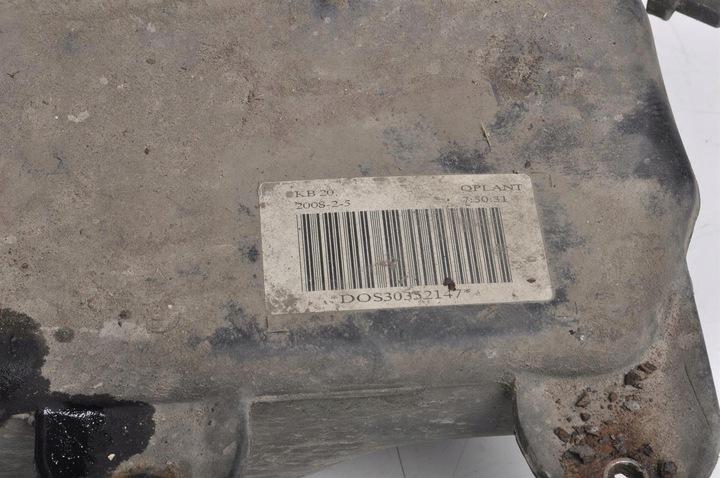 KB 20. QPLANT
2008-2-5 7:50:31
*DOS30352147*